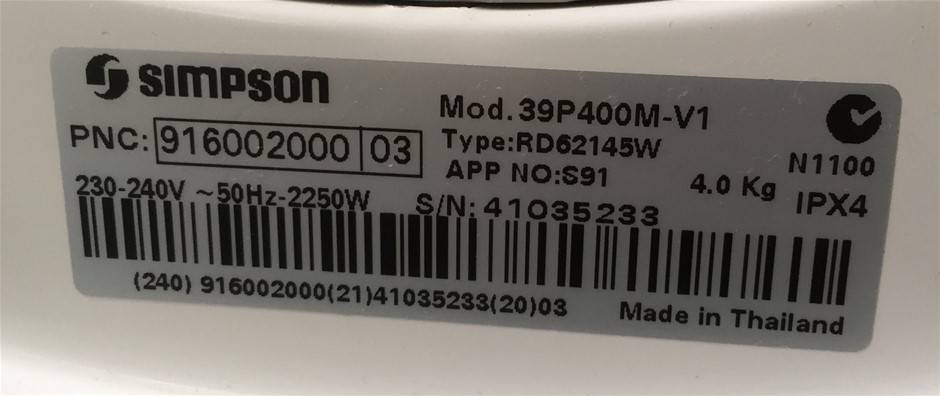 SIMPSON
Mod. 39P400M-V1
PNC: 916002000 03
Type:RD62145W
APP NO:S91
4.0 Kg
N1100
IPX4
230-240V ~50Hz-2250W
S/N: 41035233
(240) 916002000(21)41035233(20)03
Made in Thailand